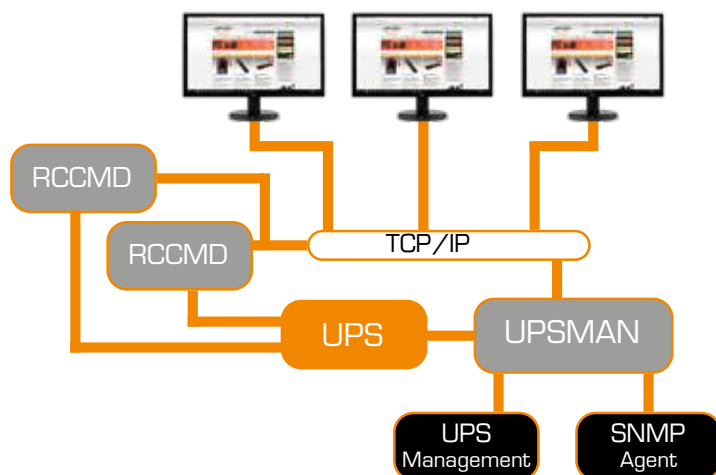 RCCMD
RCCMD
TCP/IP
UPS
UPSMAN
UPS
Management
SNMP
Agent